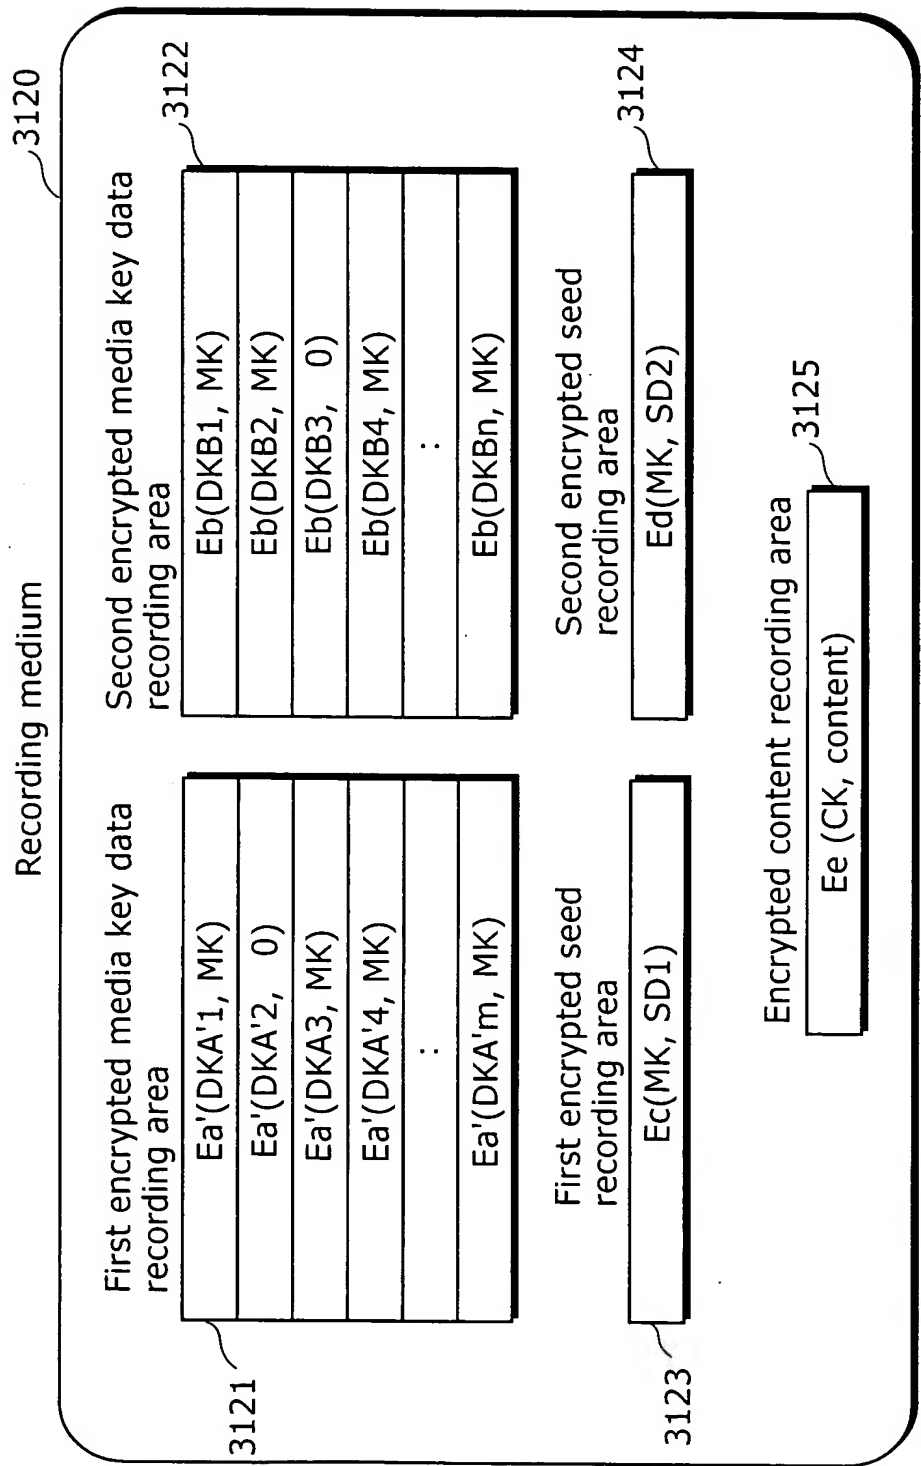 Recording medium
3120
First encrypted media key data
recording area
3121
Ea'(DKA'1, MK)
Ea'(DKA'2, 0)
Ea'(DKA3, MK)
Ea'(DKA'4, MK)
:
Ea'(DKA'm, MK)
Second encrypted media key data
recording area
3122
Eb(DKB1, MK)
Eb(DKB2, MK)
Eb(DKB3, 0)
Eb(DKB4, MK)
:
Eb(DKBn, MK)
First encrypted seed
recording area
3123
Ec(MK, SD1)
Second encrypted seed
recording area
3124
Ed(MK, SD2)
Encrypted content recording area
3125
Ee (CK, content)